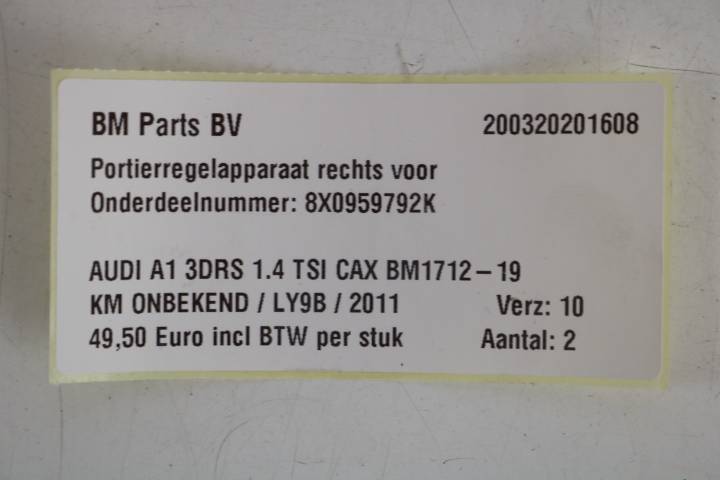 BM Parts BV 200320201608
Portierregelapparaat rechts voor
Onderdeelnummer: 8X0959792K
AUDI A1 3DRS 1.4 TSI CAX BM1712-19
KM ONBEKEND / LY9B / 2011 Verz: 10
49,50 Euro incl BTW per stuk Aantal: 2